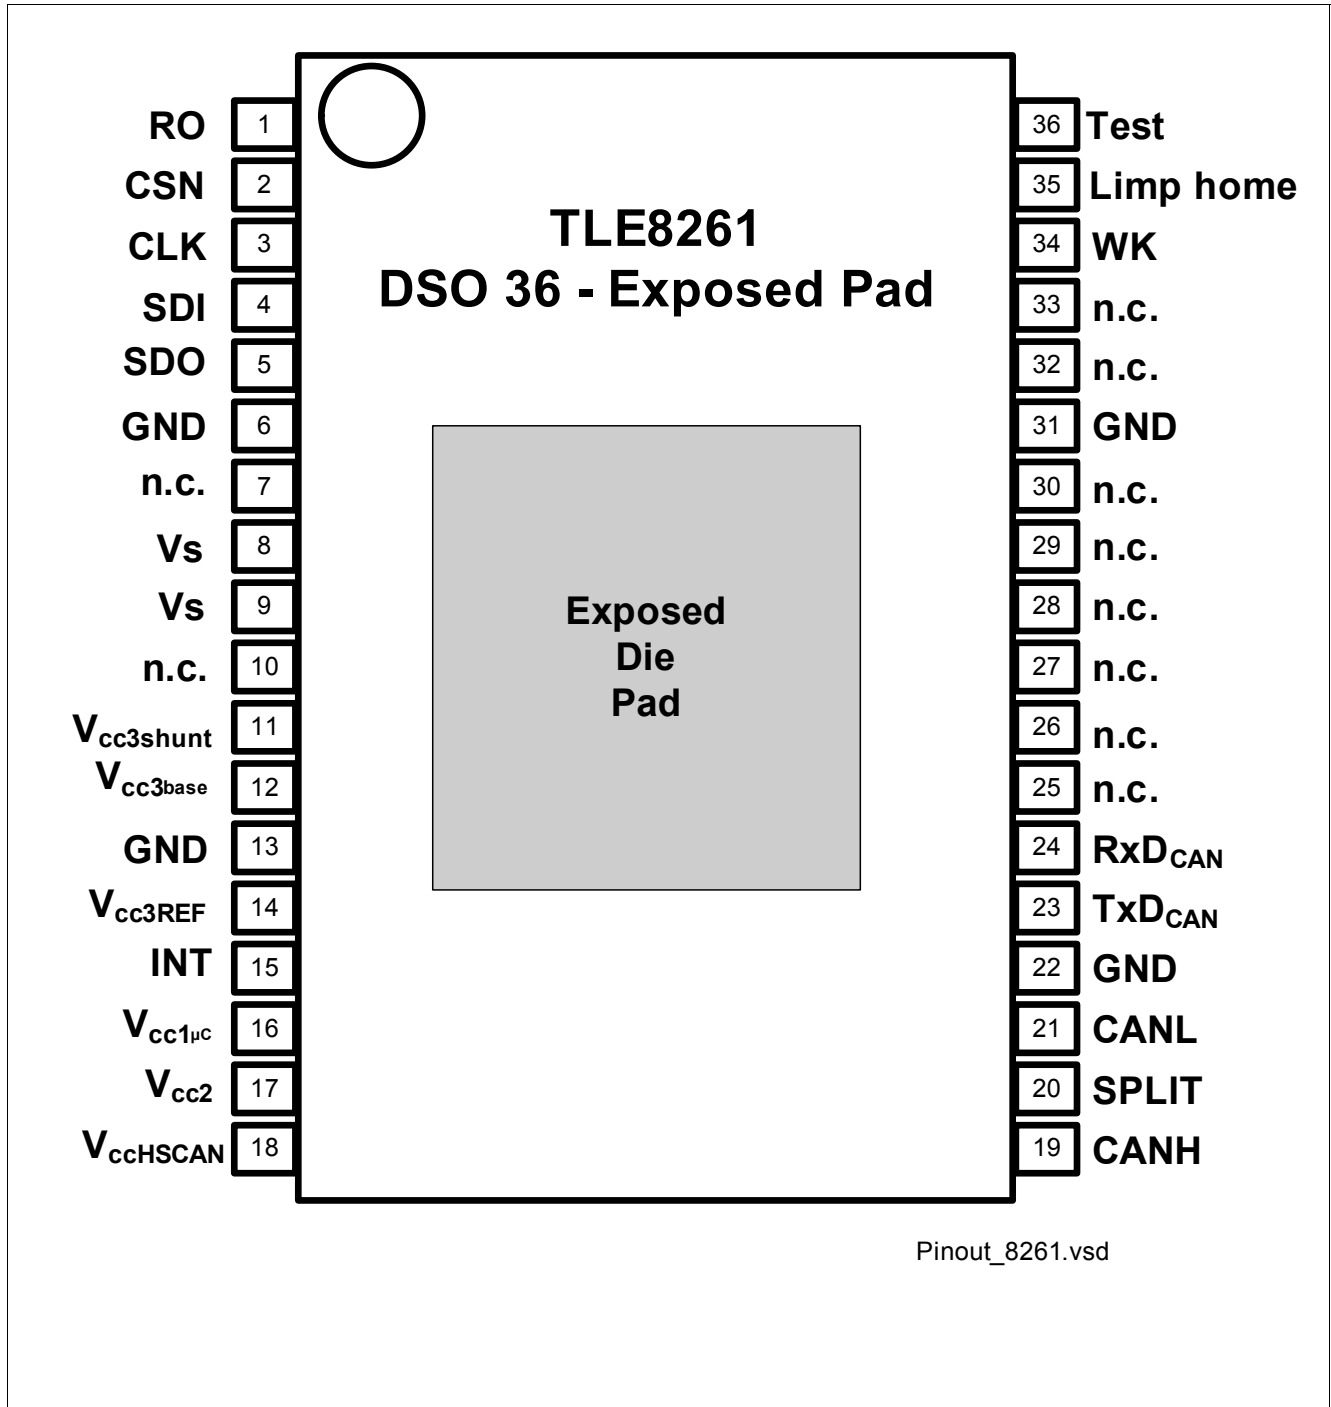 RO 1 36 Test
CSN 2 35 Limp home
CLK 3 34 WK
TLE8261
DSO 36 - Exposed Pad
SDI 4 33 n.c.
SDO 5 32 n.c.
GND 6 31 GND
n.c. 7 30 n.c.
Vs 8 29 n.c.
Vs 9 28 n.c.
Exposed
Die
Pad
n.c. 10 27 n.c.
Vcc3shunt 11 26 n.c.
Vcc3base 12 25 n.c.
GND 13 24 RxDCAN
Vcc3REF 14 23 TxDCAN
INT 15 22 GND
Vcc1µC 16 21 CANL
Vcc2 17 20 SPLIT
VccHSCAN 18 19 CANH
Pinout_8261.vsd